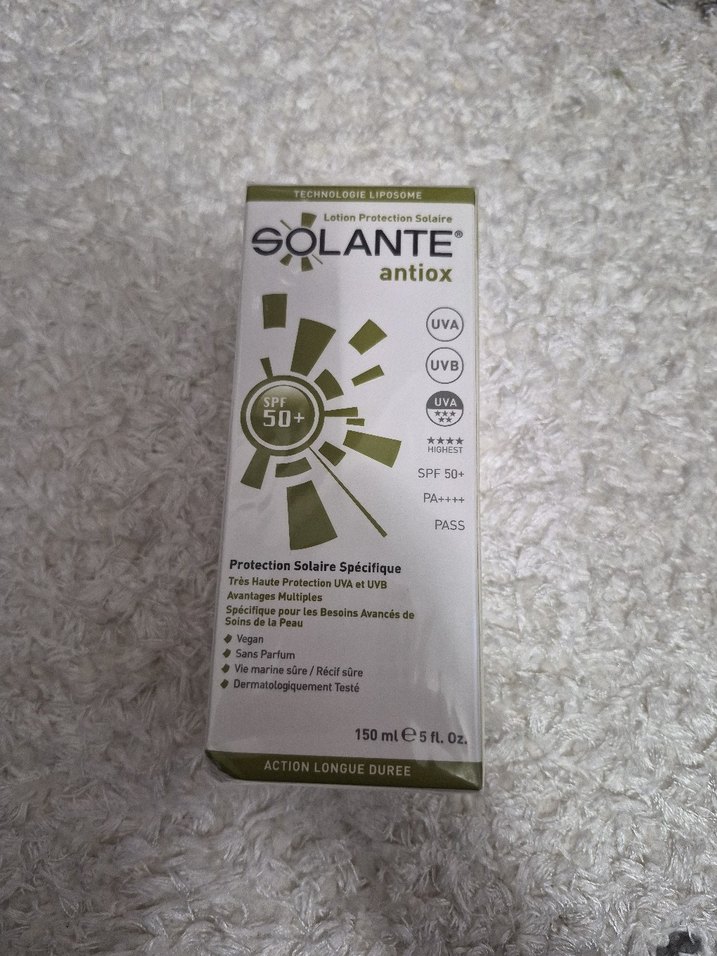 TECHNOLOGIE LIPOSOME
Lotion Protection Solaire
SOLANTE®
antiox
UVA
UVB
UVA
HIGHEST
SPF 50+
PA++++
PASS
SPF
50+
Protection Solaire Spécifique
Très Haute Protection UVA et UVB
Avantages Multiples
Spécifique pour les Besoins Avancés de
Soins de la Peau
Vegan
Sans Parfum
Vie marine sûre / Récif sûre
Dermatologiquement Testé
150 ml ℮ 5 fl. Oz.
ACTION LONGUE DUREE